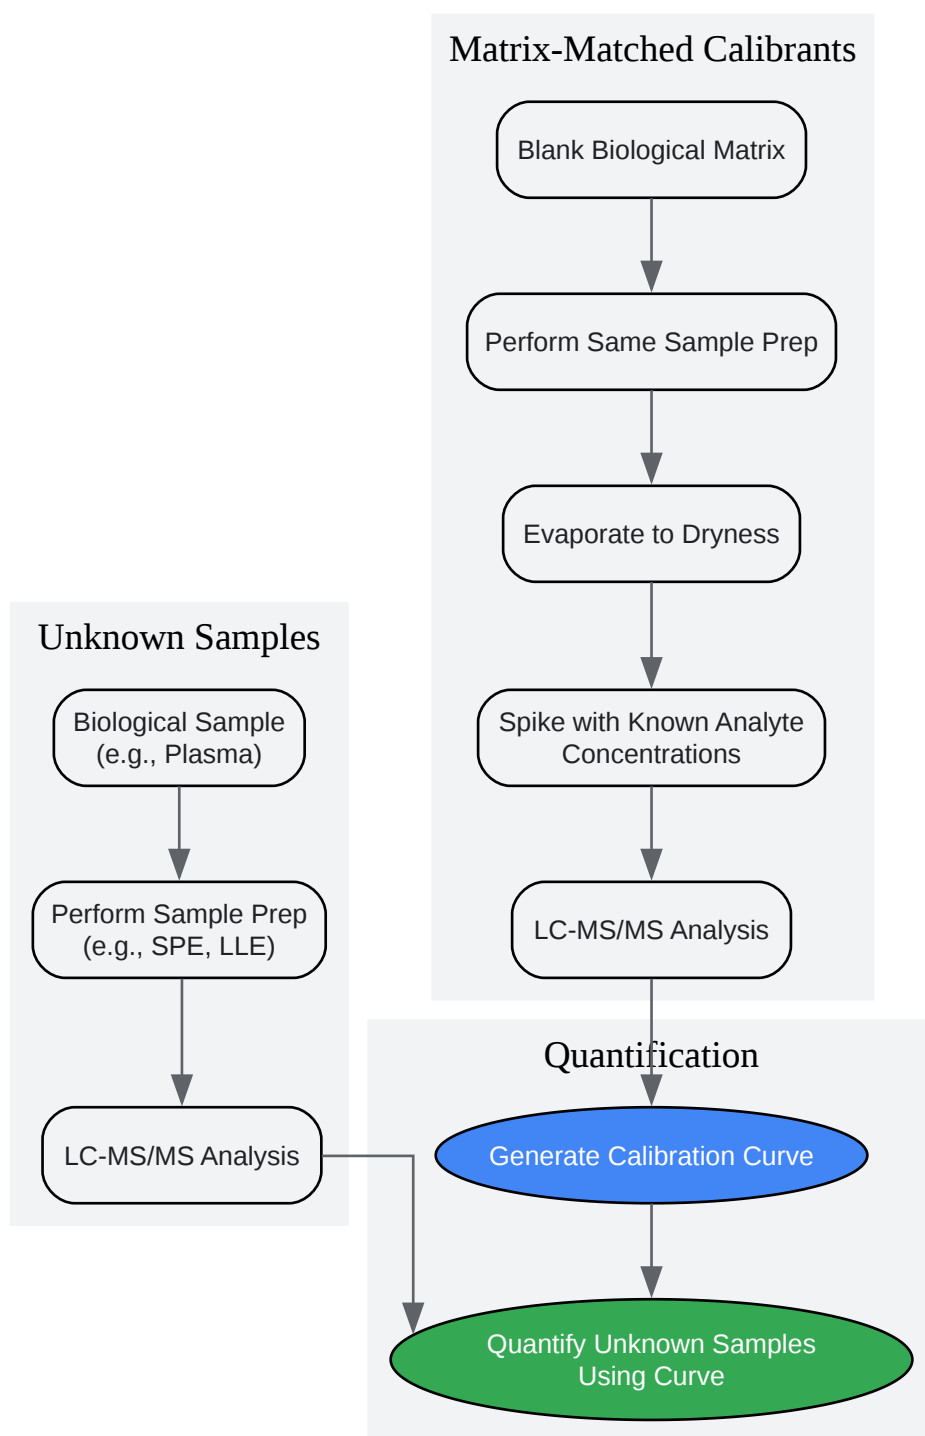 Matrix-Matched Calibrants
Blank Biological Matrix
Perform Same Sample Prep
Evaporate to Dryness
Spike with Known Analyte
Concentrations
LC-MS/MS Analysis
Unknown Samples
Biological Sample
(e.g., Plasma)
Perform Sample Prep
(e.g., SPE, LLE)
LC-MS/MS Analysis
Quantification
Generate Calibration Curve
Quantify Unknown Samples
Using Curve